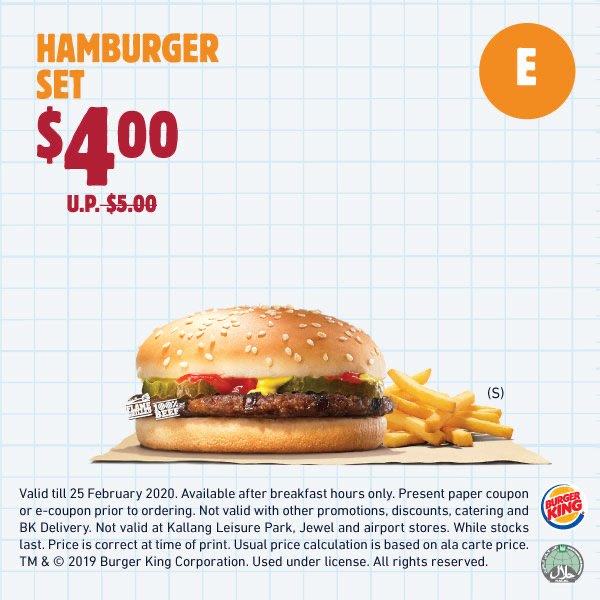 HAMBURGER
SET
E
$400
U.P. $5.00
FLAME
100%
BEEF
(S)
Valid till 25 February 2020. Available after breakfast hours only. Present paper coupon
or e-coupon prior to ordering. Not valid with other promotions, discounts, catering and
BK Delivery. Not valid at Kallang Leisure Park, Jewel and airport stores. While stocks
last. Price is correct at time of print. Usual price calculation is based on ala carte price.
TM & © 2019 Burger King Corporation. Used under license. All rights reserved.
BURGER
KING